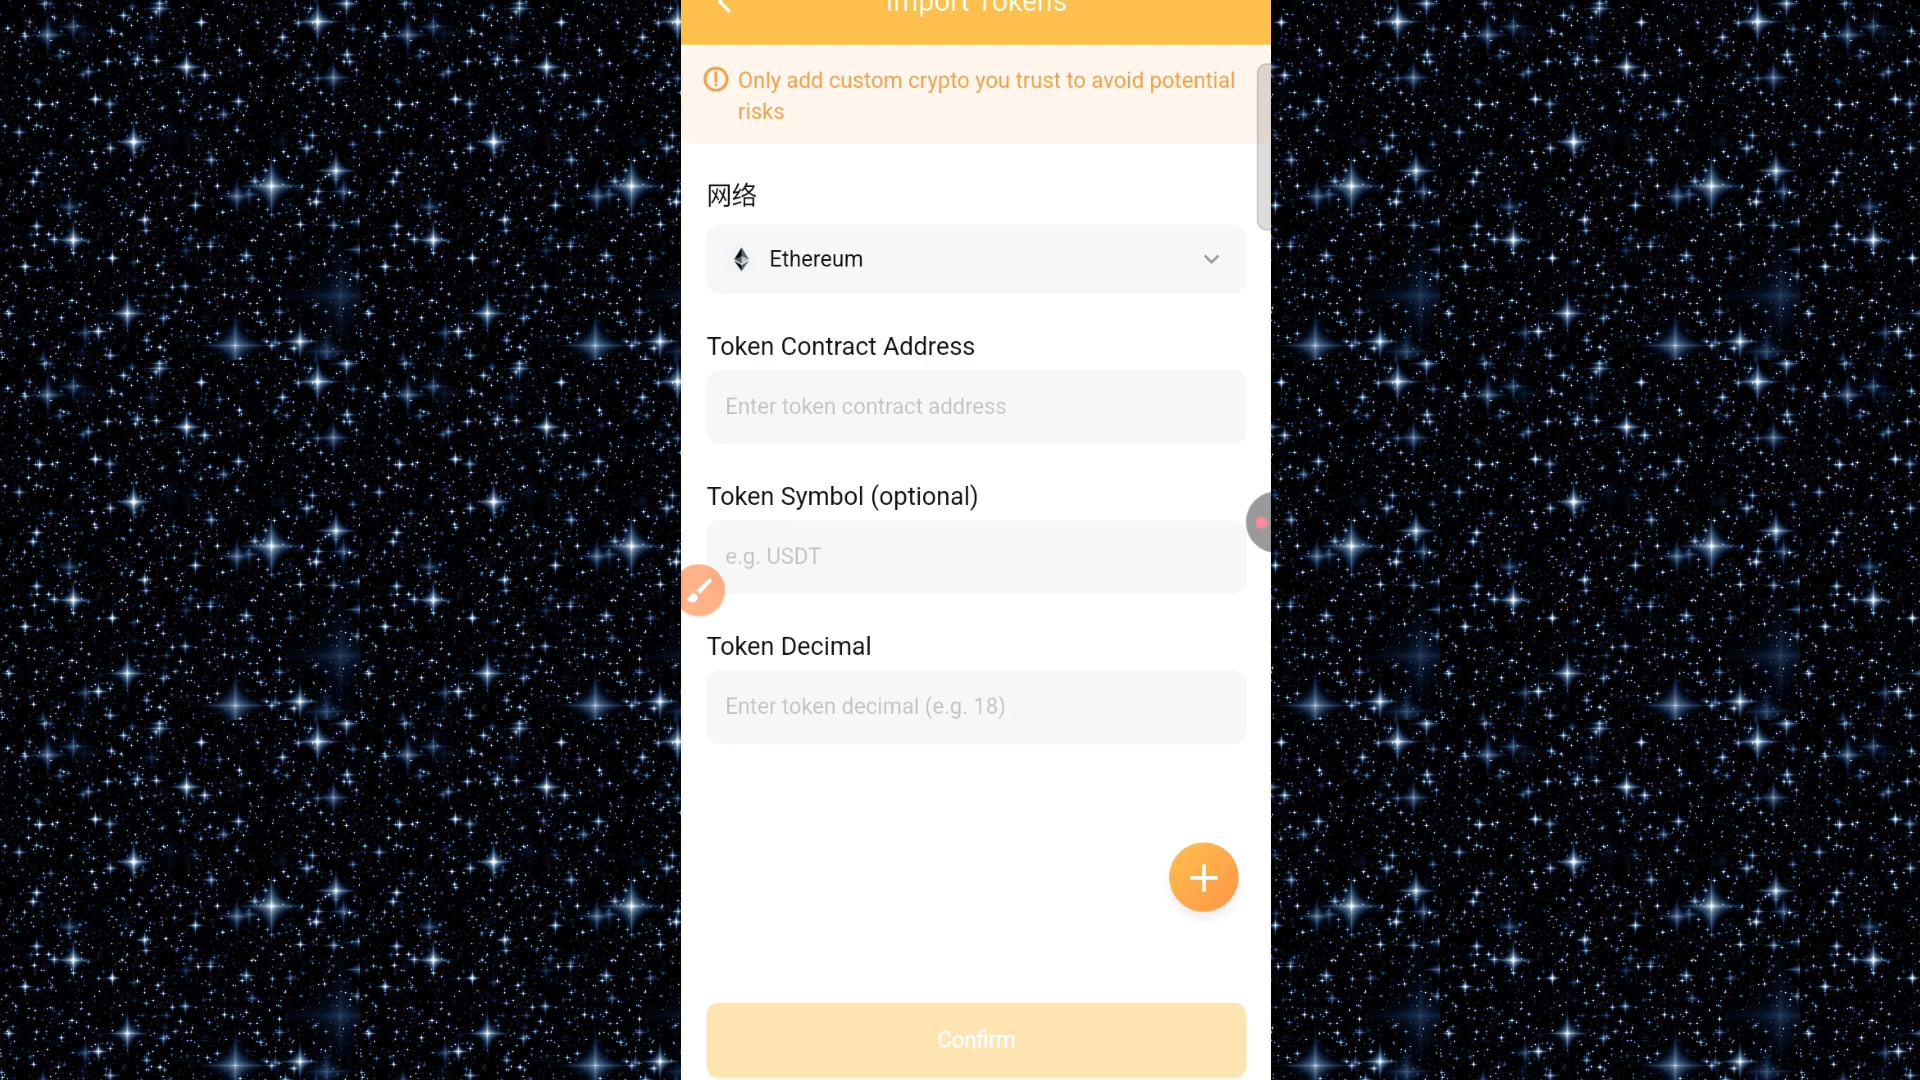 Import Tokens
Only add custom crypto you trust to avoid potential
risks
网络
Ethereum
Token Contract Address
Enter token contract address
Token Symbol (optional)
e.g. USDT
Token Decimal
Enter token decimal (e.g. 18)
Confirm